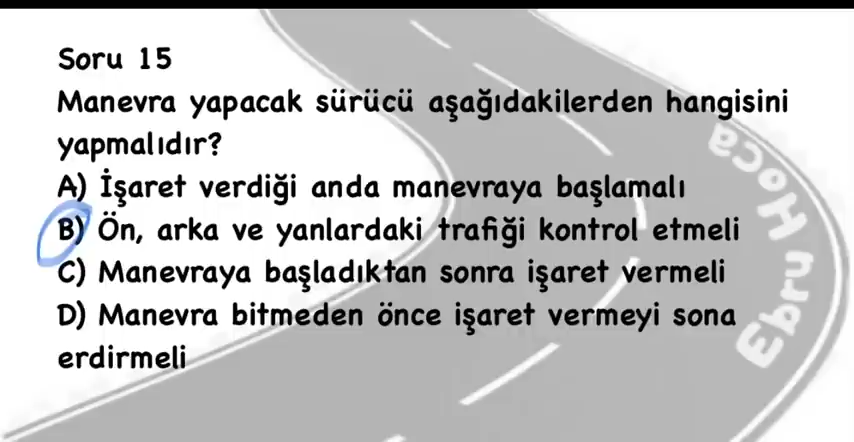 Soru 15
Manevra yapacak sürücü aşağıdakilerden hangisini
yapmalıdır?
A) İşaret verdiği anda manevraya başlamalı
B) Ön, arka ve yanlardaki trafiği kontrol etmeli
C) Manevraya başladıktan sonra işaret vermeli
D) Manevra bitmeden önce işaret vermeyi sona
erdirmeli
Ebru Hoca